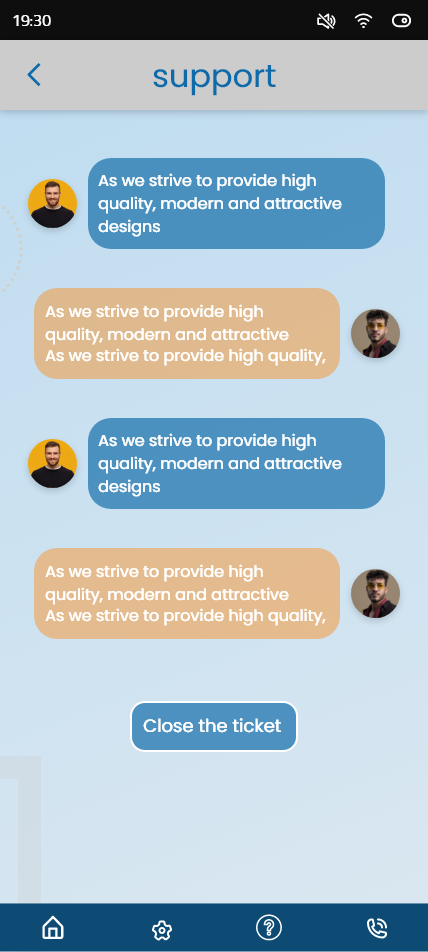 19:30
support
As we strive to provide high
quality, modern and attractive
designs
As we strive to provide high
quality, modern and attractive
As we strive to provide high quality,
As we strive to provide high
quality, modern and attractive
designs
As we strive to provide high
quality, modern and attractive
As we strive to provide high quality,
Close the ticket